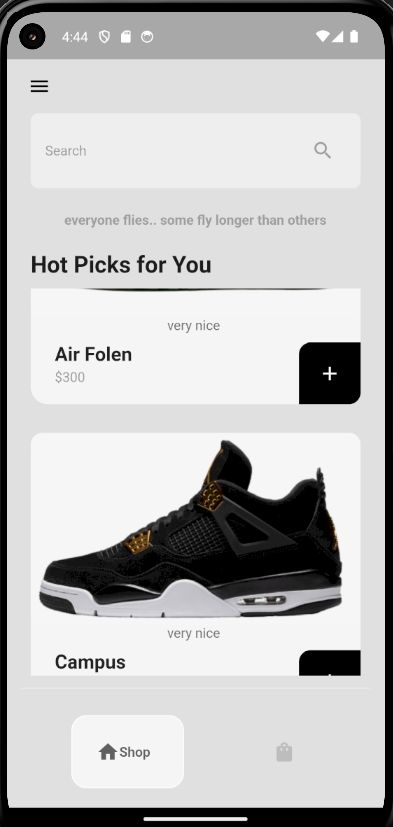 4:44
Search
everyone flies.. some fly longer than others
Hot Picks for You
very nice
Air Folen
$300
+
very nice
Campus
Shop